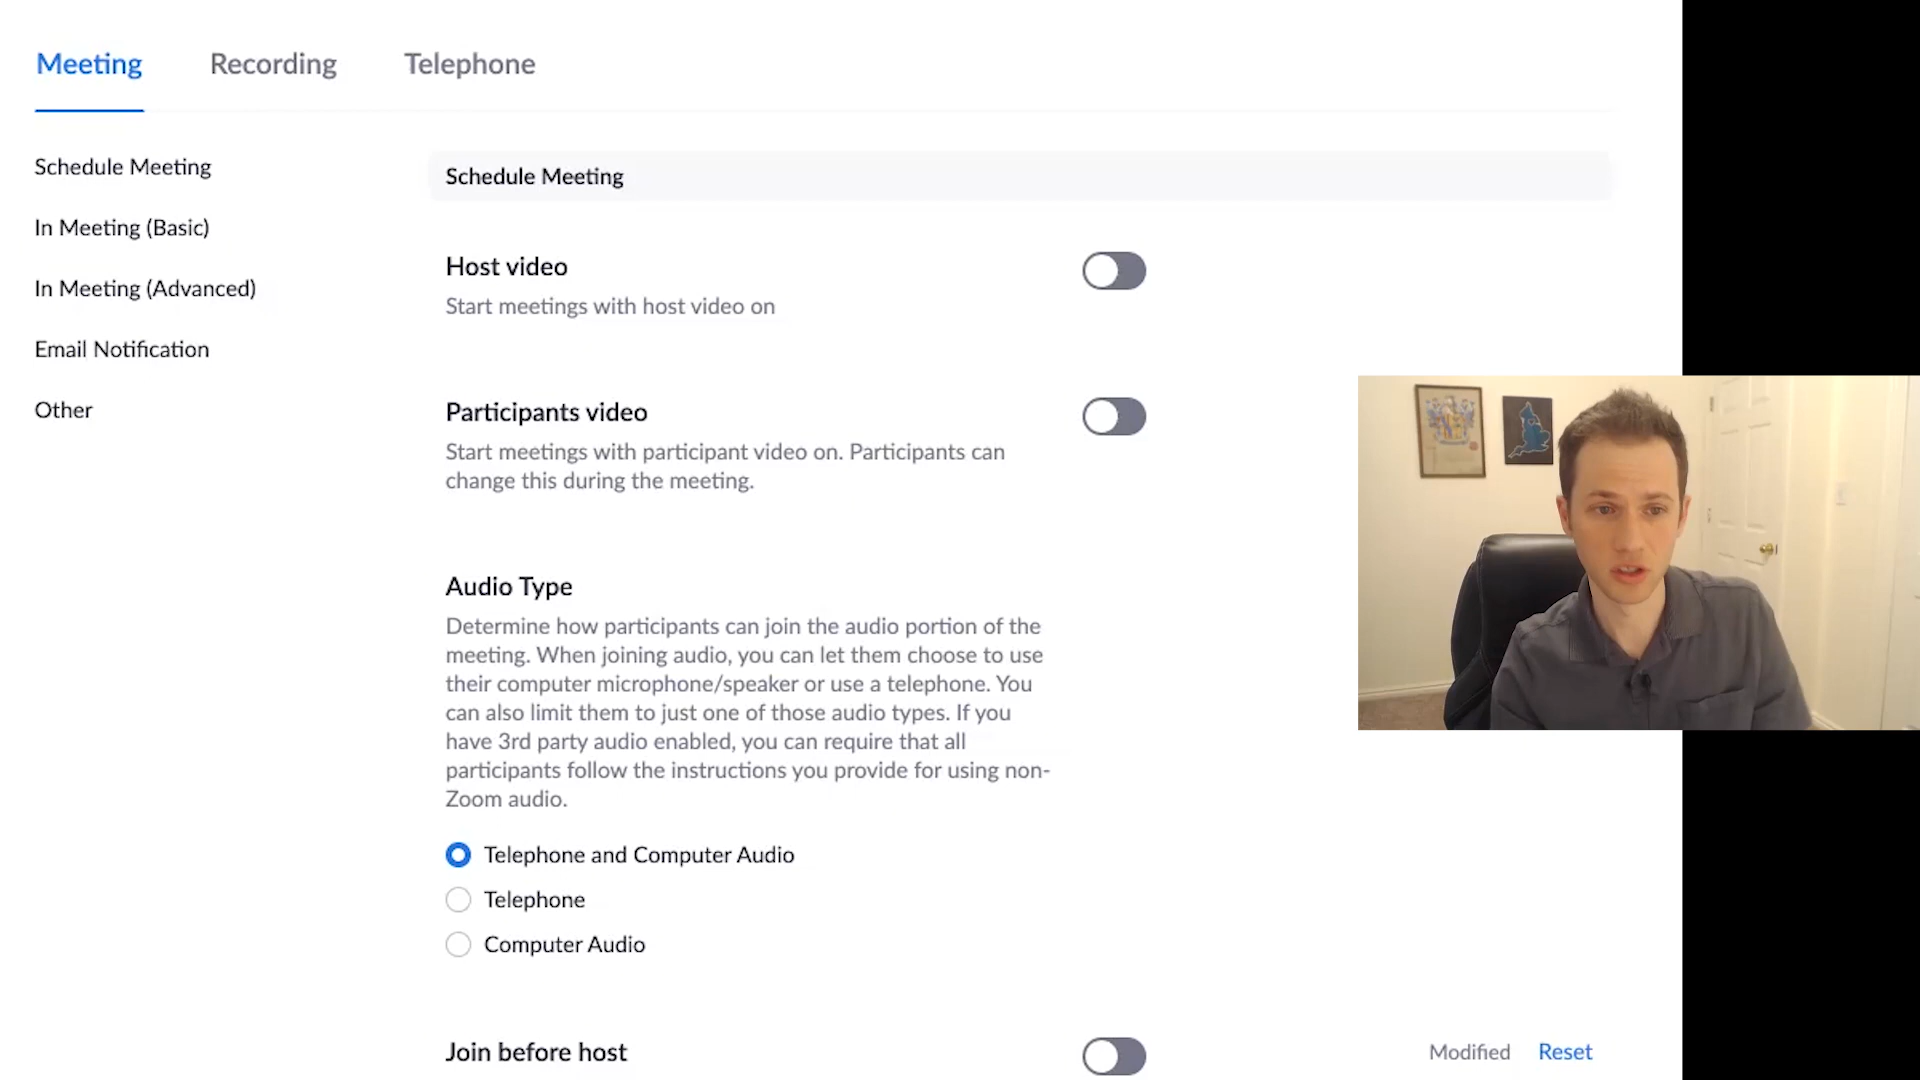 Meeting
Recording
Telephone
Schedule Meeting
In Meeting (Basic)
In Meeting (Advanced)
Email Notification
Other
Schedule Meeting
Host video
Start meetings with host video on
Participants video
Start meetings with participant video on. Participants can
change this during the meeting.
Audio Type
Determine how participants can join the audio portion of the
meeting. When joining audio, you can let them choose to use
their computer microphone/speaker or use a telephone. You
can also limit them to just one of those audio types. If you
have 3rd party audio enabled, you can require that all
participants follow the instructions you provide for using non-
Zoom audio.
Telephone and Computer Audio
Telephone
Computer Audio
Join before host
Modified
Reset